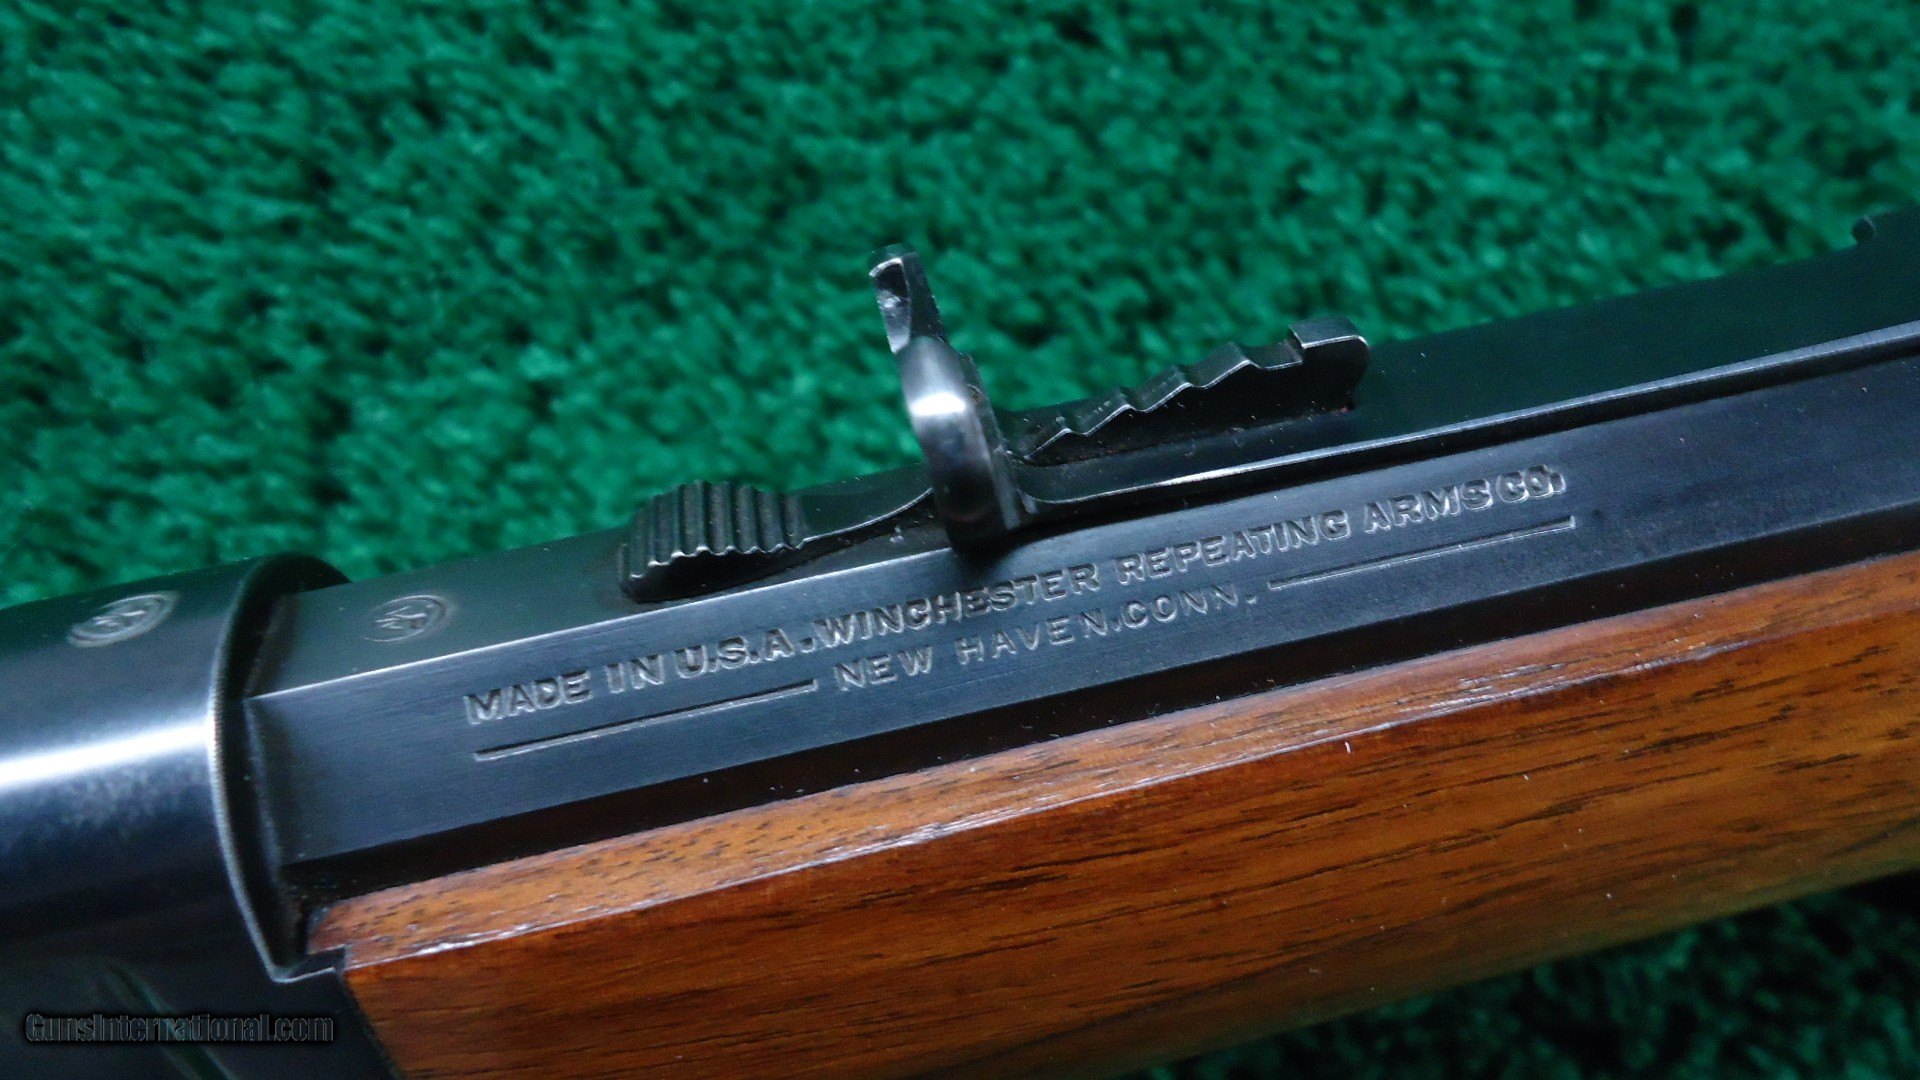 MADE IN U.S.A. WINCHESTER REPEATING ARMS CO.
NEW HAVEN, CONN.
GunsInternational.com